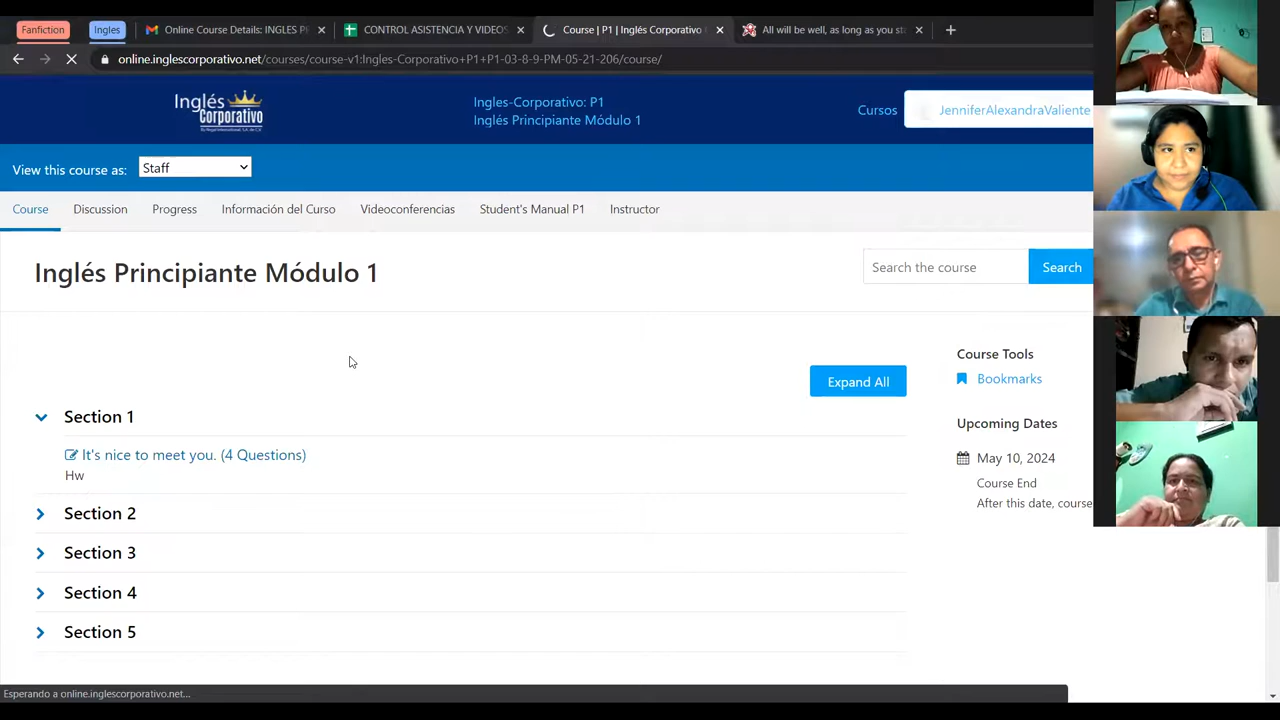 Fanfiction
Ingles
Online Course Details: INGLES PI
CONTROL ASISTENCIA Y VIDEOS
Course | P1 | Inglés Corporativo
All will be well, as long as you sta
online.inglescorporativo.net/courses/course-v1:Ingles-Corporativo+P1+P1-03-8-9-PM-05-21-206/course/
Inglés
Corporativo
Ingles-Corporativo: P1
Inglés Principiante Módulo 1
Cursos
JenniferAlexandraValiente
View this course as:
Staff
Course
Discussion
Progress
Información del Curso
Videoconferencias
Student's Manual P1
Instructor
Inglés Principiante Módulo 1
Search the course
Search
Expand All
Course Tools
Bookmarks
Upcoming Dates
May 10, 2024
Course End
After this date, course
Section 1
It's nice to meet you. (4 Questions)
Hw
Section 2
Section 3
Section 4
Section 5
Esperando a online.inglescorporativo.net...